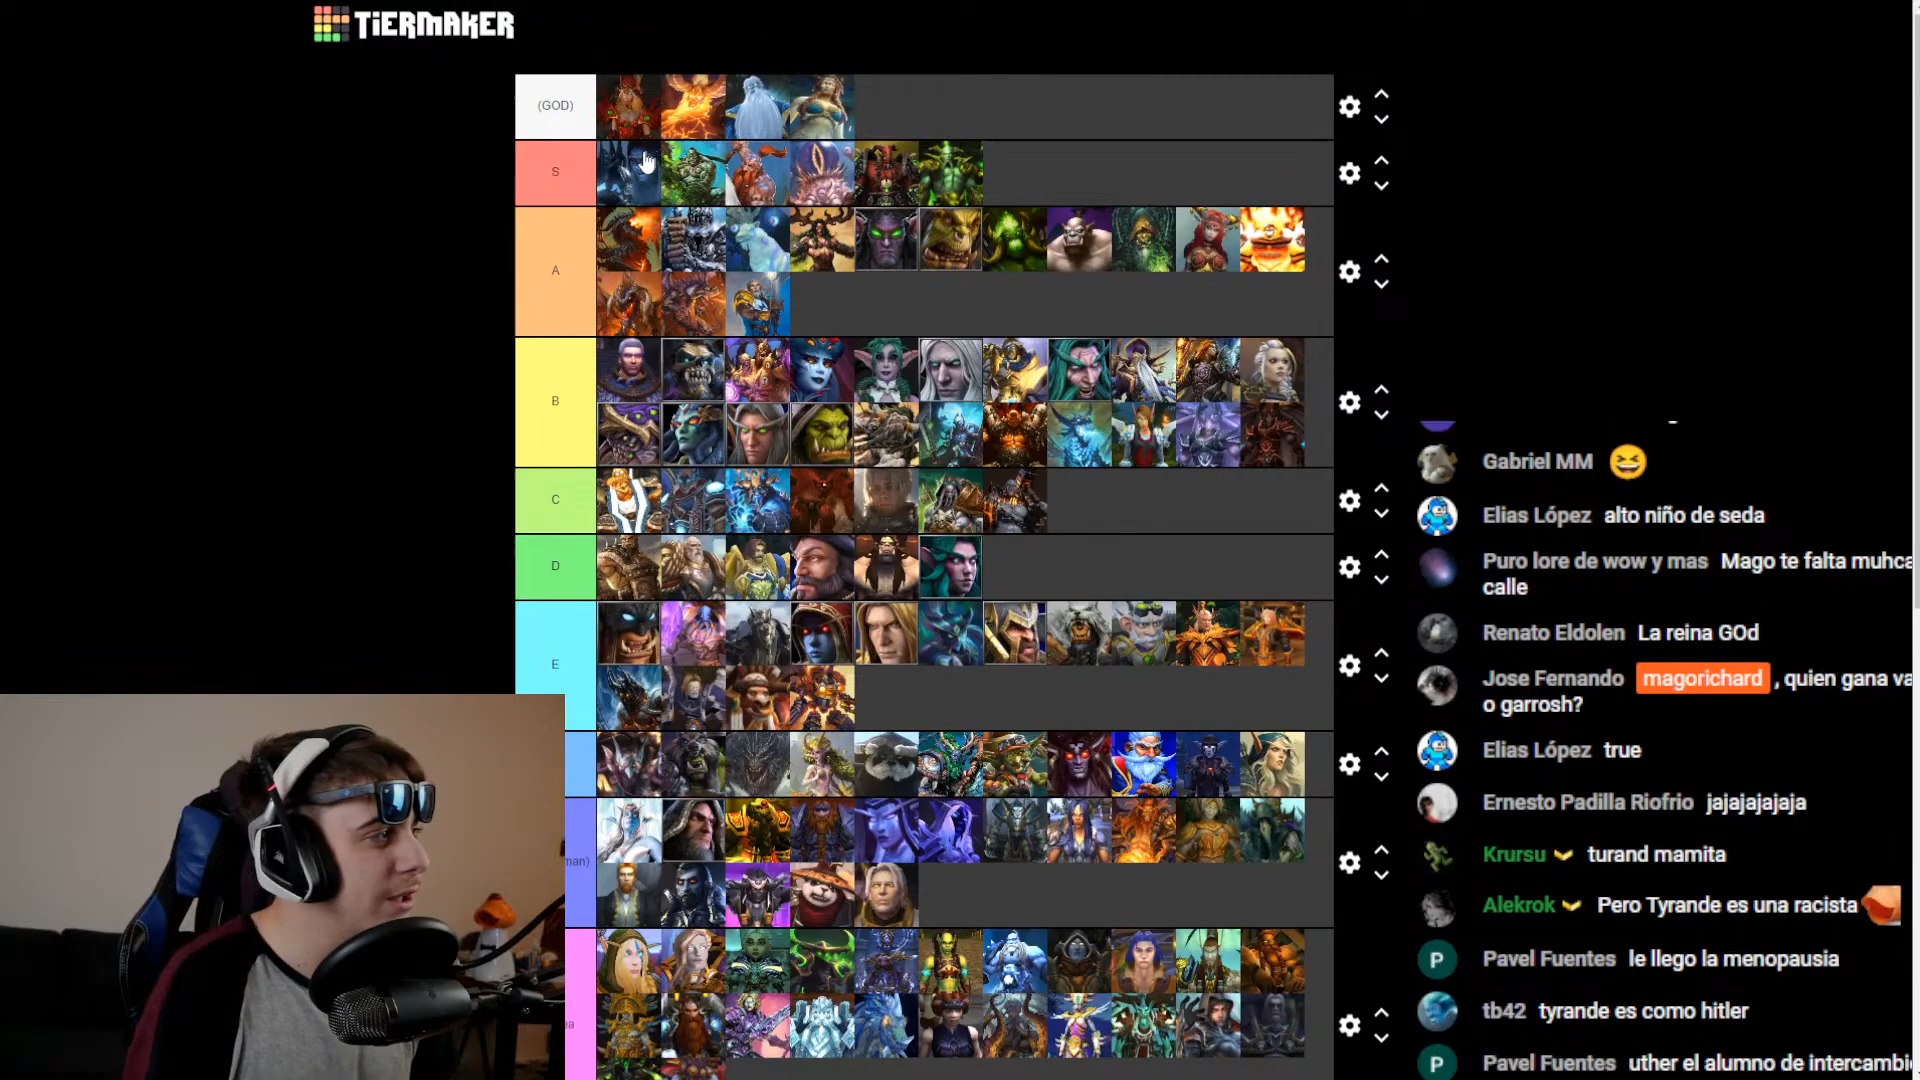 TiERMAKER
(GOD)
S
A
B
C
D
E
man)
ea
Gabriel MM
Elias López alto niño de seda
Puro lore de wow y mas Mago te falta muhca
calle
Renato Eldolen La reina GOd
Jose Fernando magorichard , quien gana va
o garrosh?
Elias López true
Ernesto Padilla Riofrio jajajajajaja
Krursu turand mamita
Alekrok Pero Tyrande es una racista
P Pavel Fuentes le llego la menopausia
tb42 tyrande es como hitler
P Pavel Fuentes uther el alumno de intercambi